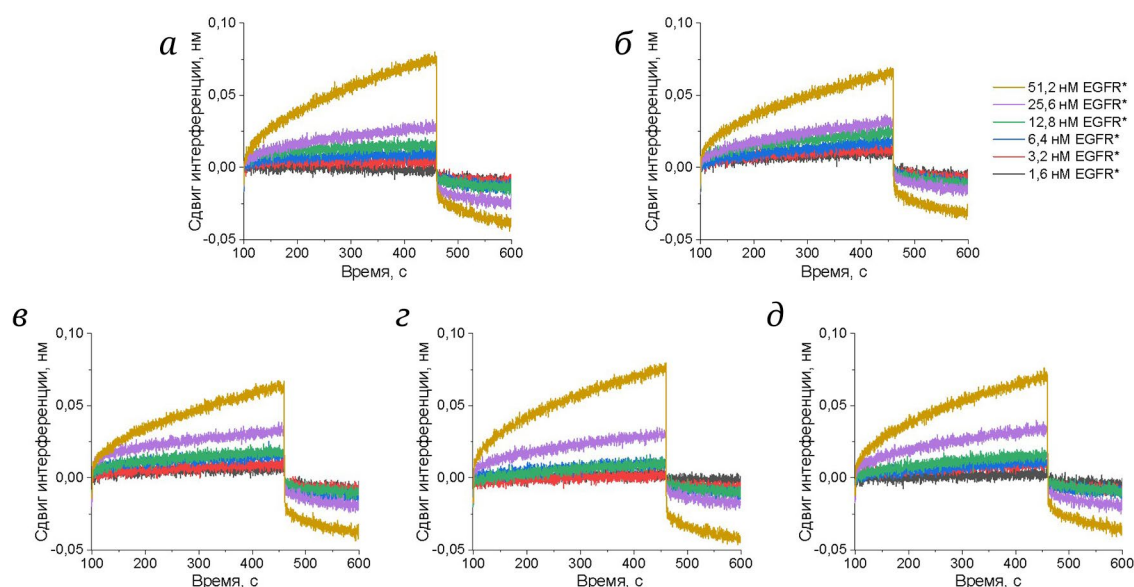 а
Сдвиг интерференции, нм
0,10
0,05
0,00
-0,05
100 200 300 400 500 600
Время, с
б
Сдвиг интерференции, нм
0,10
0,05
0,00
-0,05
100 200 300 400 500 600
Время, с
51,2 нМ EGFR*
25,6 нМ EGFR*
12,8 нМ EGFR*
6,4 нМ EGFR*
3,2 нМ EGFR*
1,6 нМ EGFR*
в
Сдвиг интерференции, нм
0,10
0,05
0,00
-0,05
100 200 300 400 500 600
Время, с
г
Сдвиг интерференции, нм
0,10
0,05
0,00
-0,05
100 200 300 400 500 600
Время, с
д
Сдвиг интерференции, нм
0,10
0,05
0,00
-0,05
100 200 300 400 500 600
Время, с